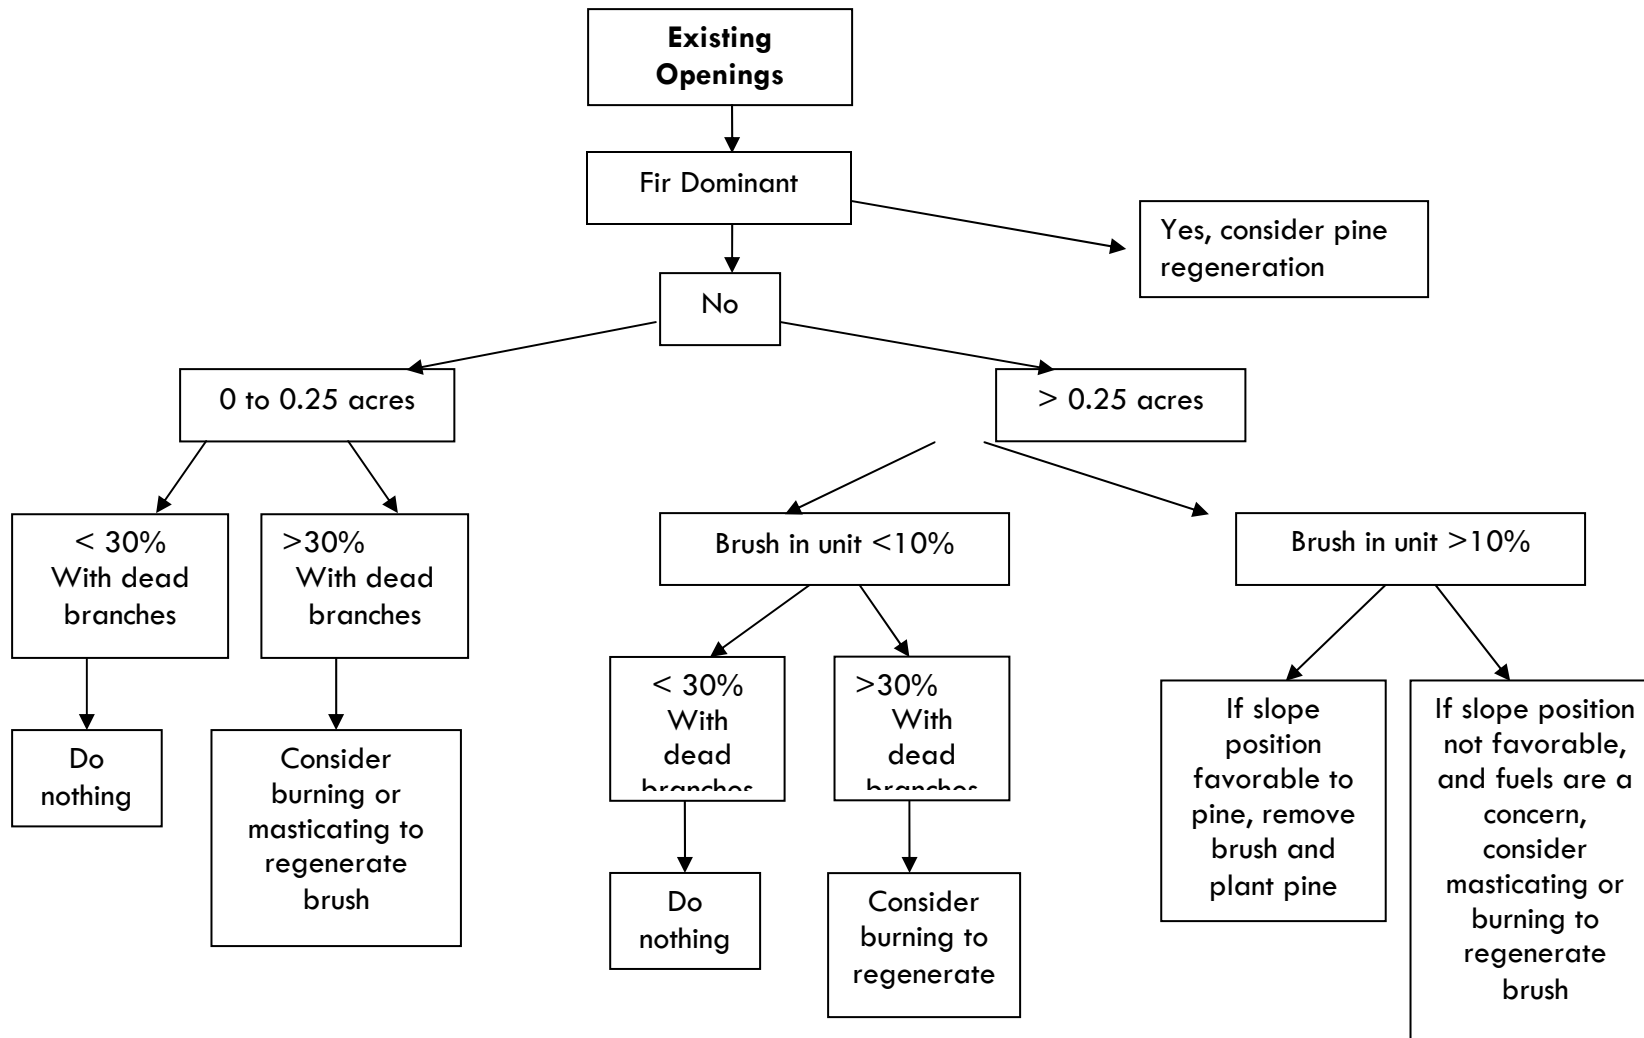 Existing
Openings
Fir Dominant
Yes, consider pine
regeneration
No
0 to 0.25 acres
> 0.25 acres
< 30%
With dead
branches
>30%
With dead
branches
Brush in unit <10%
Brush in unit >10%
< 30%
With
dead
branches
>30%
With
dead
branches
Do
nothing
Consider
burning or
masticating to
regenerate
brush
Do
nothing
Consider
burning to
regenerate
If slope
position
favorable to
pine, remove
brush and
plant pine
If slope position
not favorable,
and fuels are a
concern,
consider
masticating or
burning to
regenerate
brush